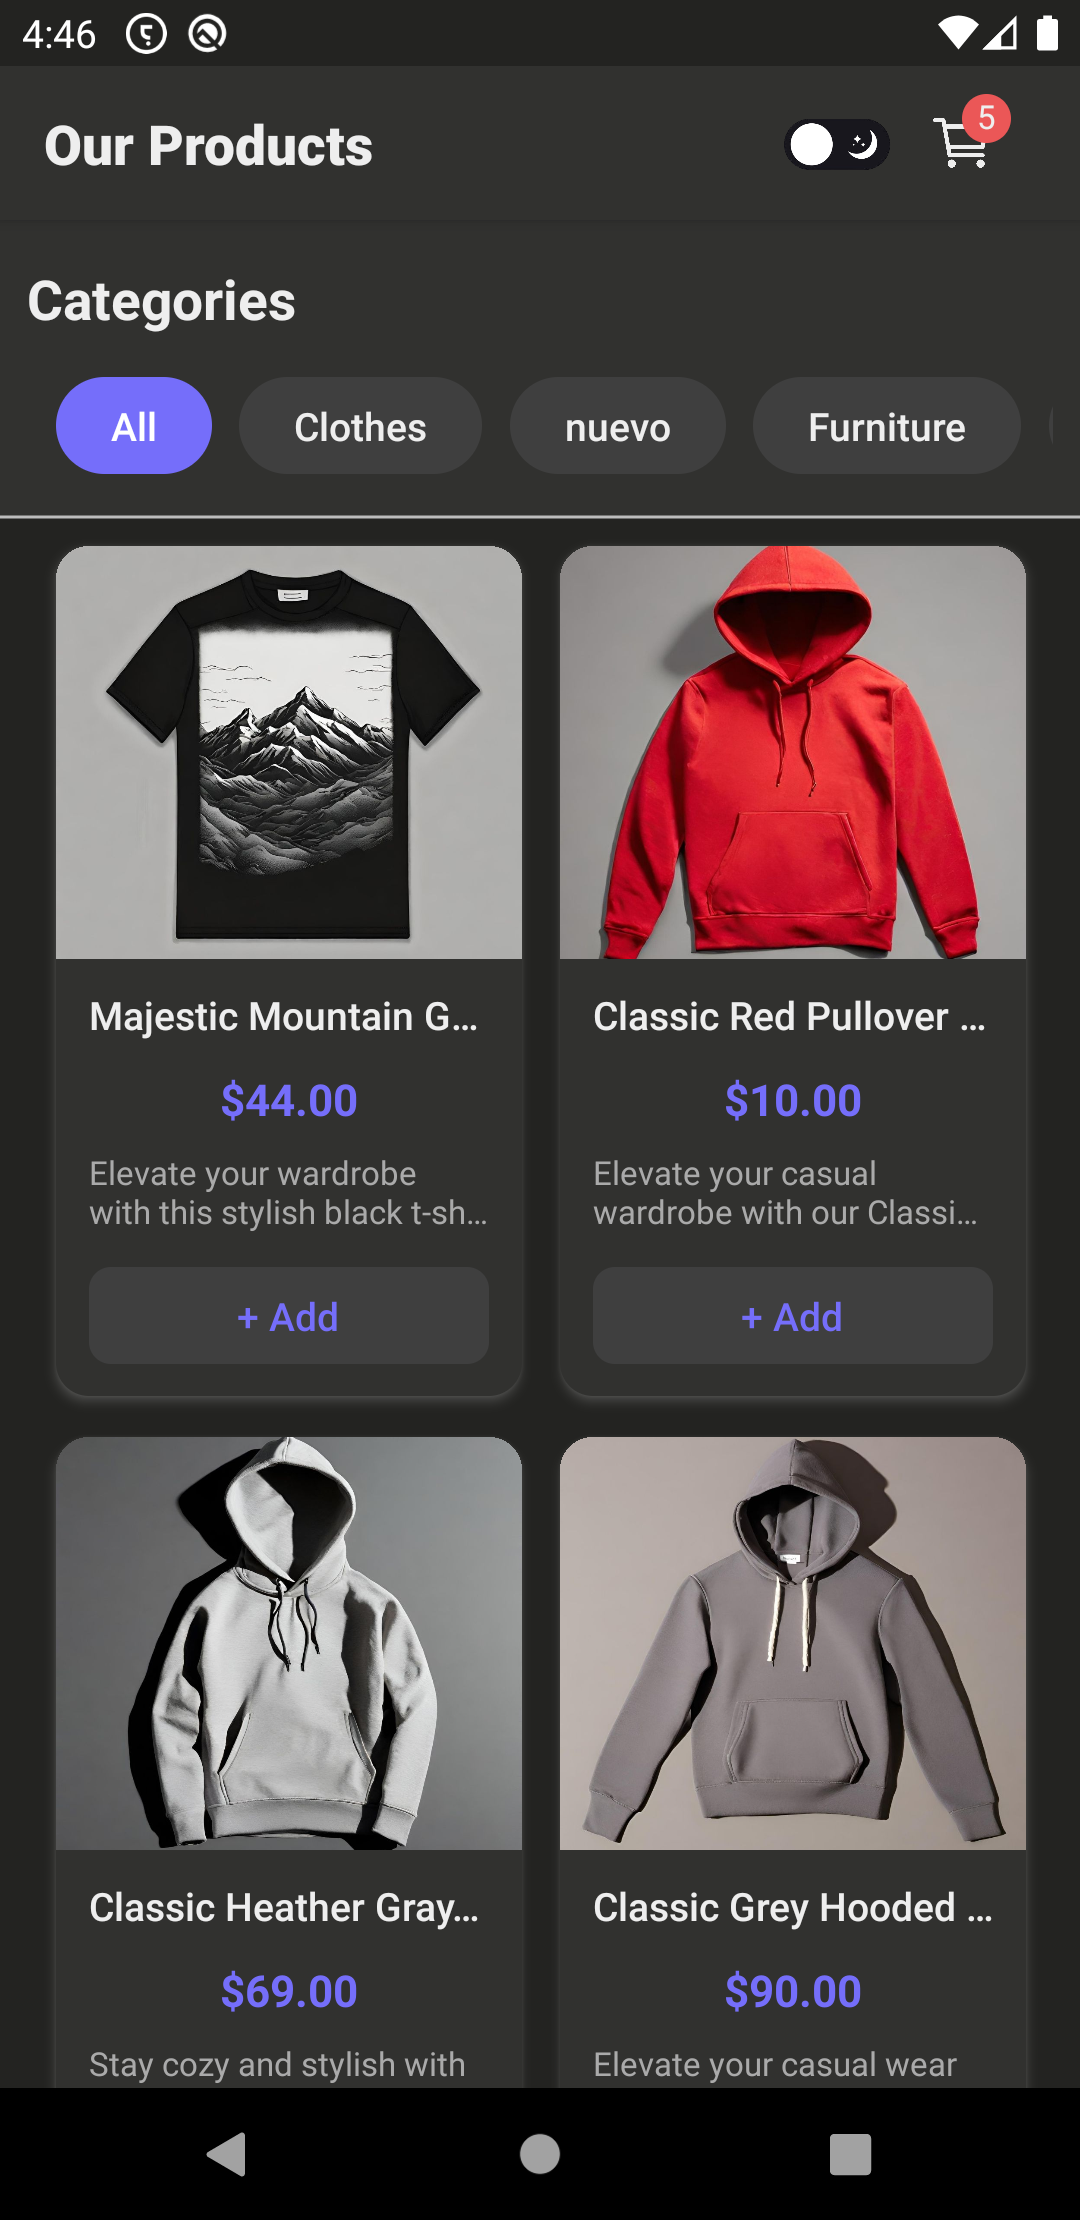 4:46
Our Products
5
Categories
All
Clothes
nuevo
Furniture
Majestic Mountain G...
$44.00
Elevate your wardrobe
with this stylish black t-sh...
+ Add
Classic Red Pullover ...
$10.00
Elevate your casual
wardrobe with our Classi...
+ Add
Classic Heather Gray...
$69.00
Stay cozy and stylish with
Classic Grey Hooded ...
$90.00
Elevate your casual wear